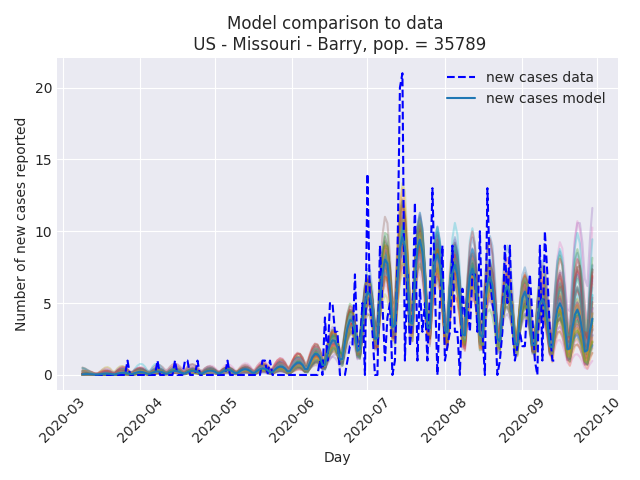 Model comparison to data
US - Missouri - Barry, pop. = 35789
new cases data
new cases model
Number of new cases reported
20
15
10
5
0
2020-03
2020-04
2020-05
2020-06
2020-07
2020-08
2020-09
2020-10
Day